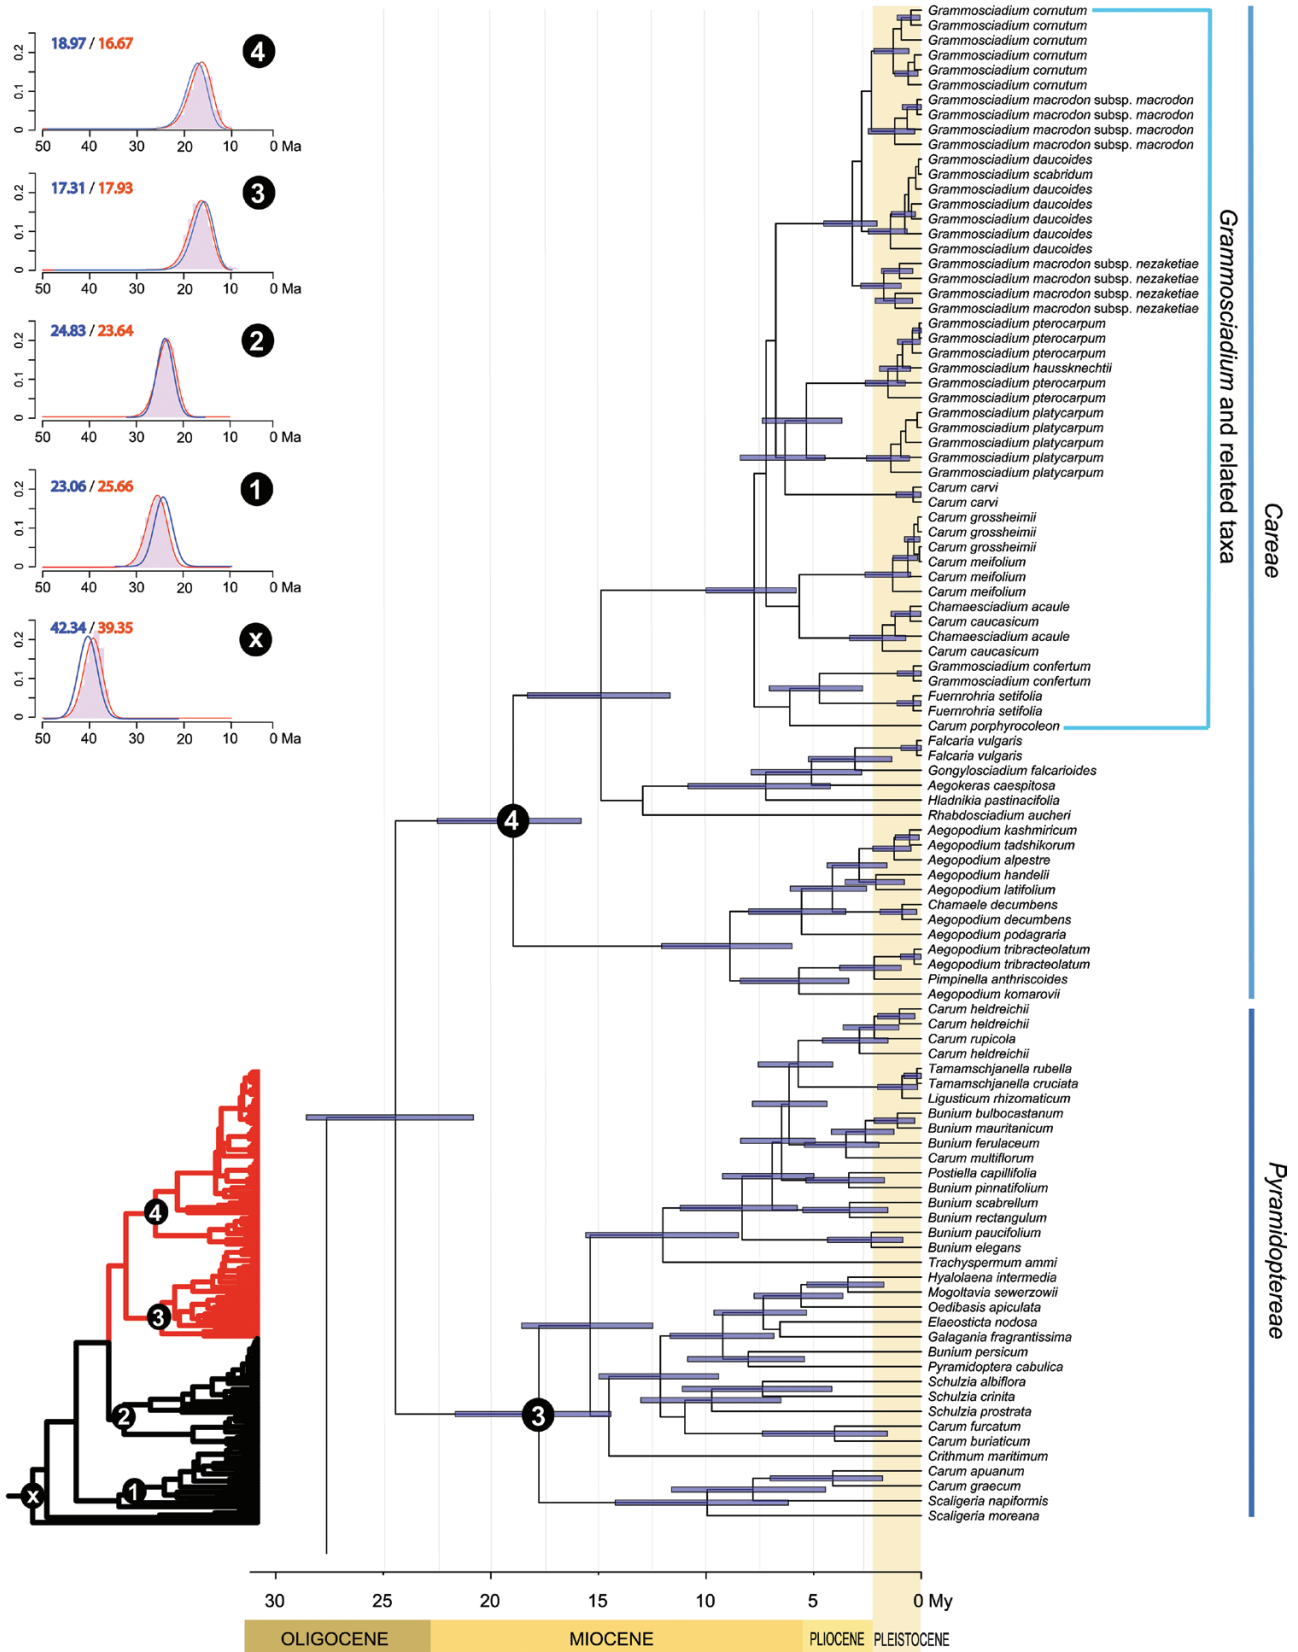 18.97 / 16.67
4
0.2
0.1
0
50 40 30 20 10 0 Ma
17.31 / 17.93
3
0.2
0.1
0
50 40 30 20 10 0 Ma
24.83 / 23.64
2
0.2
0.1
0
50 40 30 20 10 0 Ma
23.06 / 25.66
1
0.2
0.1
0
50 40 30 20 10 0 Ma
42.34 / 39.35
x
0.2
0.1
0
50 40 30 20 10 0 Ma
4
3
2
1
x
4
3
Grammosciadium cornutum
Grammosciadium cornutum
Grammosciadium cornutum
Grammosciadium cornutum
Grammosciadium cornutum
Grammosciadium cornutum
Grammosciadium macrodon subsp. macrodon
Grammosciadium macrodon subsp. macrodon
Grammosciadium macrodon subsp. macrodon
Grammosciadium macrodon subsp. macrodon
Grammosciadium daucoides
Grammosciadium scabridum
Grammosciadium daucoides
Grammosciadium daucoides
Grammosciadium daucoides
Grammosciadium daucoides
Grammosciadium daucoides
Grammosciadium macrodon subsp. nezaketiae
Grammosciadium macrodon subsp. nezaketiae
Grammosciadium macrodon subsp. nezaketiae
Grammosciadium macrodon subsp. nezaketiae
Grammosciadium pterocarpum
Grammosciadium pterocarpum
Grammosciadium pterocarpum
Grammosciadium haussknechtii
Grammosciadium pterocarpum
Grammosciadium pterocarpum
Grammosciadium platycarpum
Grammosciadium platycarpum
Grammosciadium platycarpum
Grammosciadium platycarpum
Grammosciadium platycarpum
Carum carvi
Carum carvi
Carum grossheimii
Carum grossheimii
Carum grossheimii
Carum meifolium
Carum meifolium
Carum meifolium
Chamaesciadium acaule
Carum caucasicum
Chamaesciadium acaule
Carum caucasicum
Grammosciadium confertum
Grammosciadium confertum
Fuernrohria setifolia
Fuernrohria setifolia
Carum porphyrocoleon
Falcaria vulgaris
Falcaria vulgaris
Gongylosciadium falcarioides
Aegokeras caespitosa
Hladnikia pastinacifolia
Rhabdosciadium aucheri
Aegopodium kashmiricum
Aegopodium tadshikorum
Aegopodium alpestre
Aegopodium handelii
Aegopodium latifolium
Chamaele decumbens
Aegopodium decumbens
Aegopodium podagraria
Aegopodium tribracteolatum
Aegopodium tribracteolatum
Pimpinella anthriscoides
Aegopodium komarovii
Carum heldreichii
Carum heldreichii
Carum rupicola
Carum heldreichii
Tamamschjanella rubella
Tamamschjanella cruciata
Ligusticum rhizomaticum
Bunium bulbocastanum
Bunium mauritanicum
Bunium ferulaceum
Carum multiflorum
Postiella capillifolia
Bunium pinnatifolium
Bunium scabrellum
Bunium rectangulum
Bunium paucifolium
Bunium elegans
Trachyspermum ammi
Hyalolaena intermedia
Mogoltavia sewerzowii
Oedibasis apiculata
Elaeosticta nodosa
Galagania fragrantissima
Bunium persicum
Pyramidoptera cabulica
Schulzia albiflora
Schulzia crinita
Schulzia prostrata
Carum furcatum
Carum buriaticum
Crithmum maritimum
Carum apuanum
Carum graecum
Scaligeria napiformis
Scaligeria moreana
Grammosciadium and related taxa
Careae
Pyramidoptereae
30 25 20 15 10 5 0 My
OLIGOCENE MIOCENE PLIOCENE PLEISTOCENE